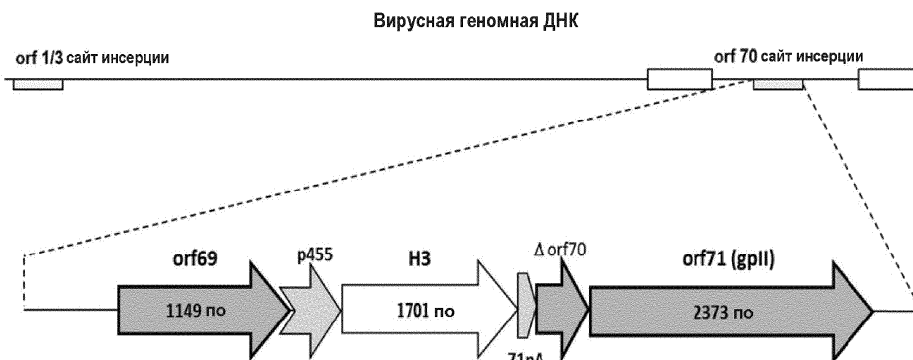 Вирусная геномная ДНК
orf 1/3 сайт инсерции
orf 70 сайт инсерции
orf69
p455
H3
Δ orf70
orf71 (gpII)
1149 по
1701 по
2373 по
71pA